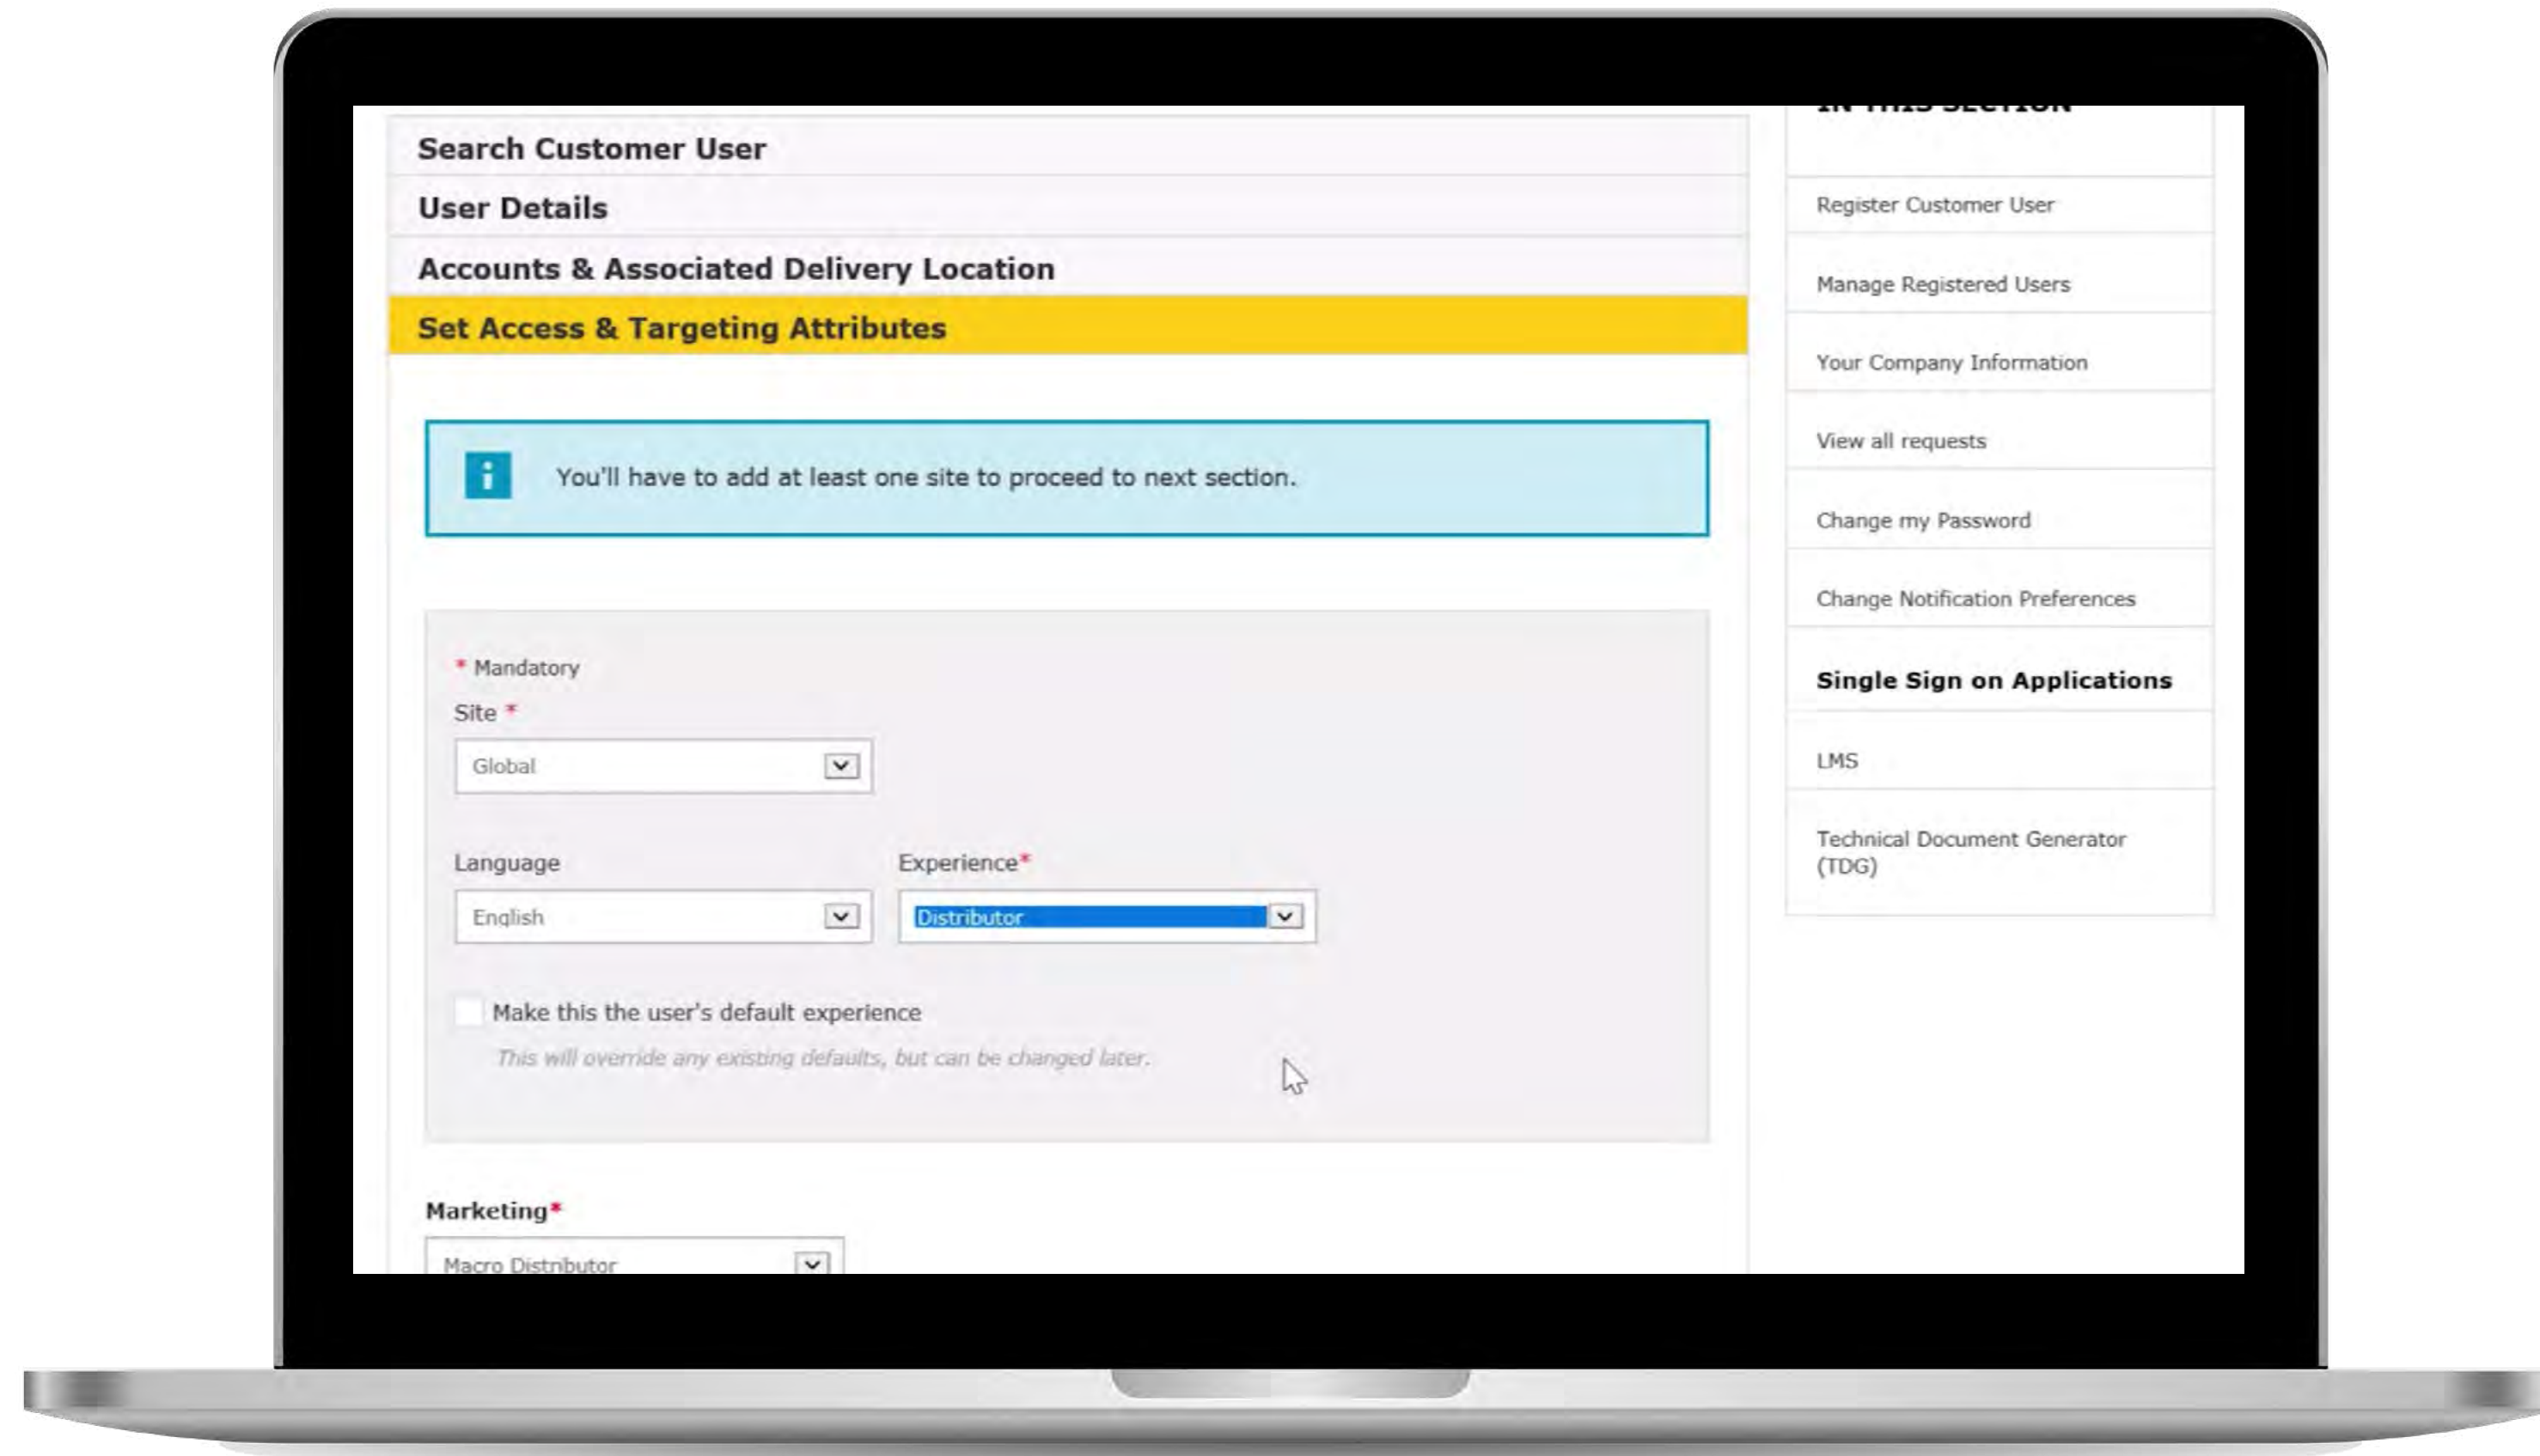 Search Customer User
User Details
Accounts & Associated Delivery Location
Set Access & Targeting Attributes
i
You'll have to add at least one site to proceed to next section.
* Mandatory
Site *
Global
Language
Experience*
English
Distributor
Make this the user's default experience
This will override any existing defaults, but can be changed later.
Marketing*
Macro Distributor
IN THIS SECTION
Register Customer User
Manage Registered Users
Your Company Information
View all requests
Change my Password
Change Notification Preferences
Single Sign on Applications
LMS
Technical Document Generator
(TDG)